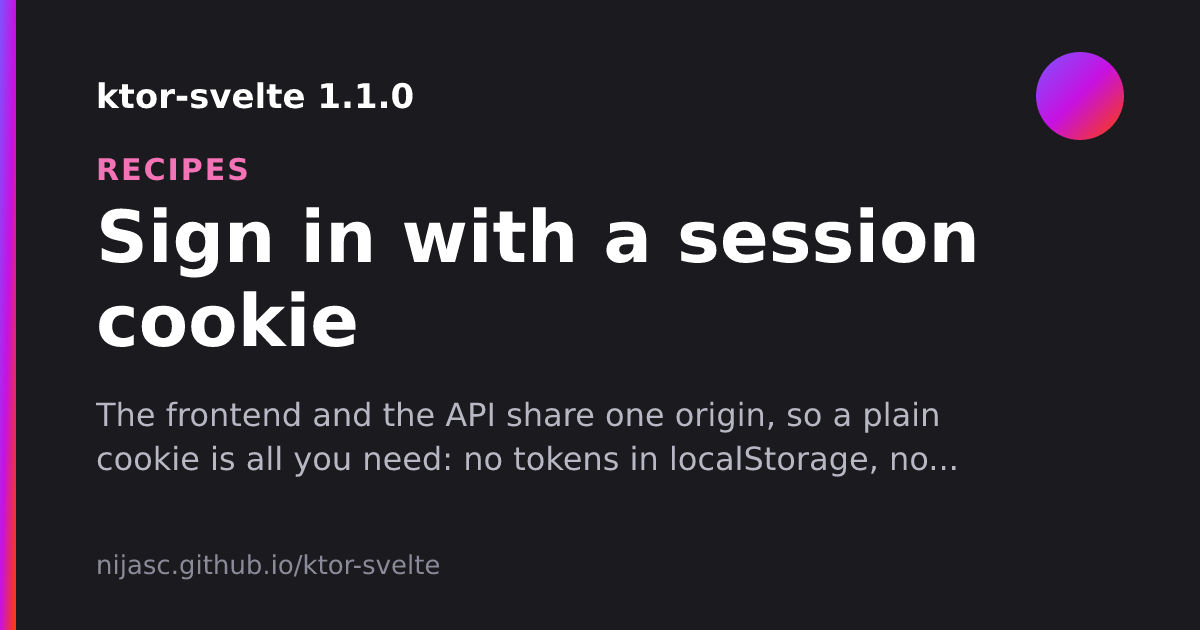 ktor-svelte 1.1.0
RECIPES
Sign in with a session
cookie
The frontend and the API share one origin, so a plain
cookie is all you need: no tokens in localStorage, no...
nijasc.github.io/ktor-svelte